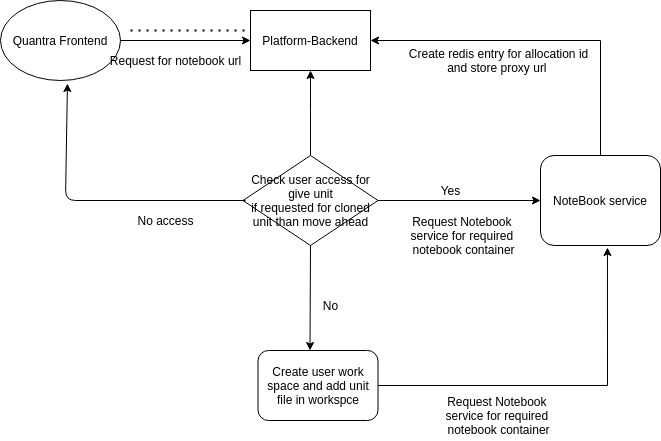 Quantra Frontend
Platform-Backend
Request for notebook url
Create redis entry for allocation id
and store proxy url
Check user access for
give unit
if requested for cloned
unit than move ahead
Yes
NoteBook service
No access
Request Notebook
service for required
notebook container
No
Create user work
space and add unit
file in workspce
Request Notebook
service for required
notebook container